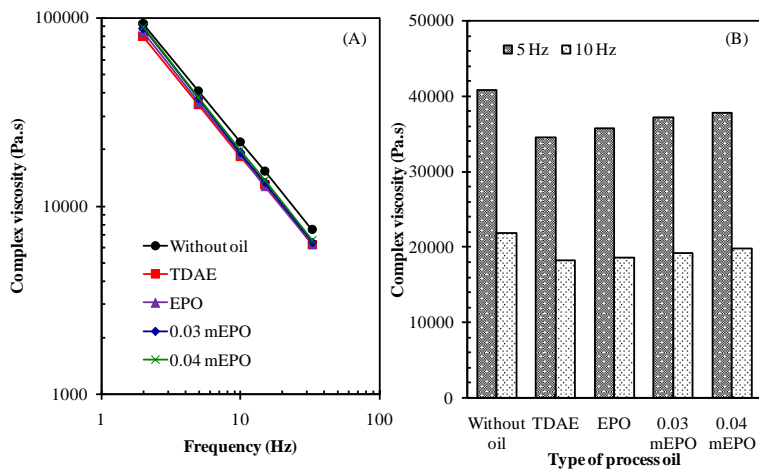 100000
10000
1000
1
10
100
Complex viscosity (Pa.s)
Frequency (Hz)
(A)
Without oil
TDAE
EPO
0.03 mEPO
0.04 mEPO
50000
40000
30000
20000
10000
0
Complex viscosity (Pa.s)
(B)
5 Hz
10 Hz
Without
oil
TDAE
EPO
0.03
mEPO
0.04
mEPO
Type of process oil